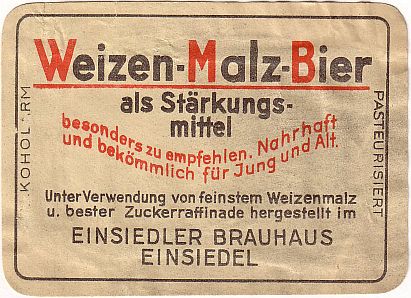 Weizen-Malz-Bier
als Stärkungs-
mittel
besonders zu empfehlen. Nahrhaft
und bekömmlich für Jung und Alt.
Unter Verwendung von feinstem Weizenmalz
u. bester Zuckerraffinade hergestellt im
EINSIEDLER BRAUHAUS
EINSIEDEL
KOHOL : RM
PASTEURISIERT